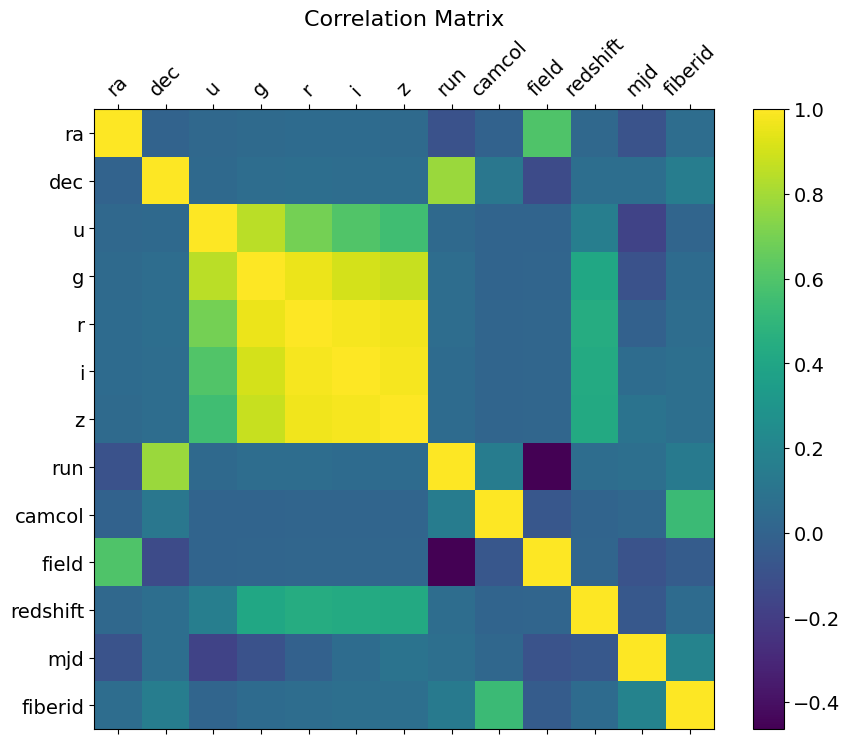 Correlation Matrix
ra dec u g r i z run camcol field redshift mjd fiberid
ra
dec
u
g
r
i
z
run
camcol
field
redshift
mjd
fiberid
1.0
0.8
0.6
0.4
0.2
0.0
−0.2
−0.4